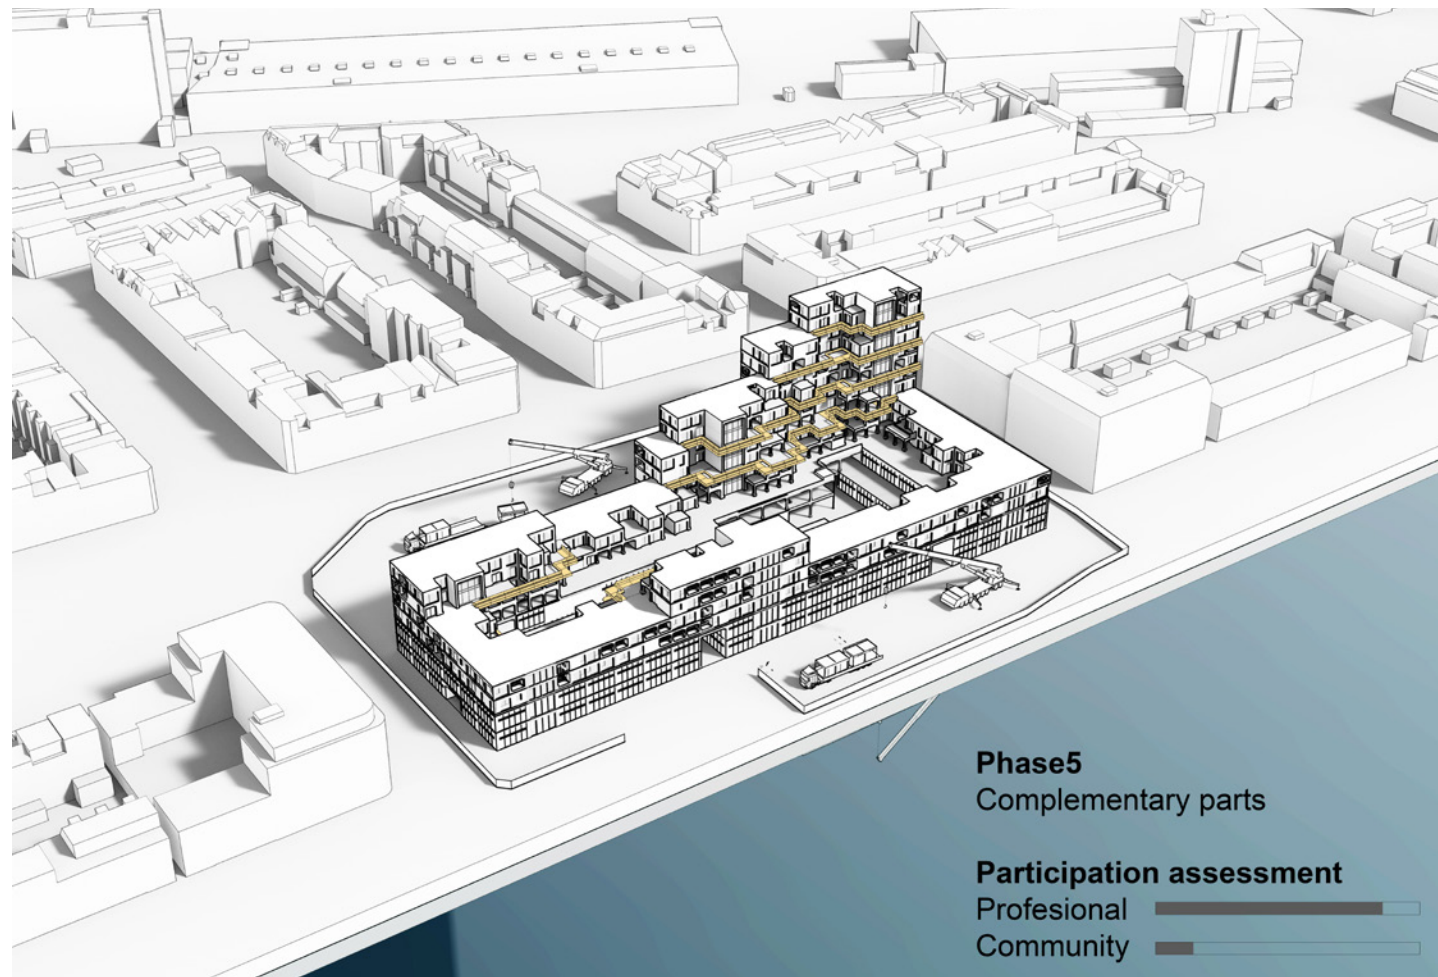 Phase5
Complementary parts
Participation assessment
Profesional
Community